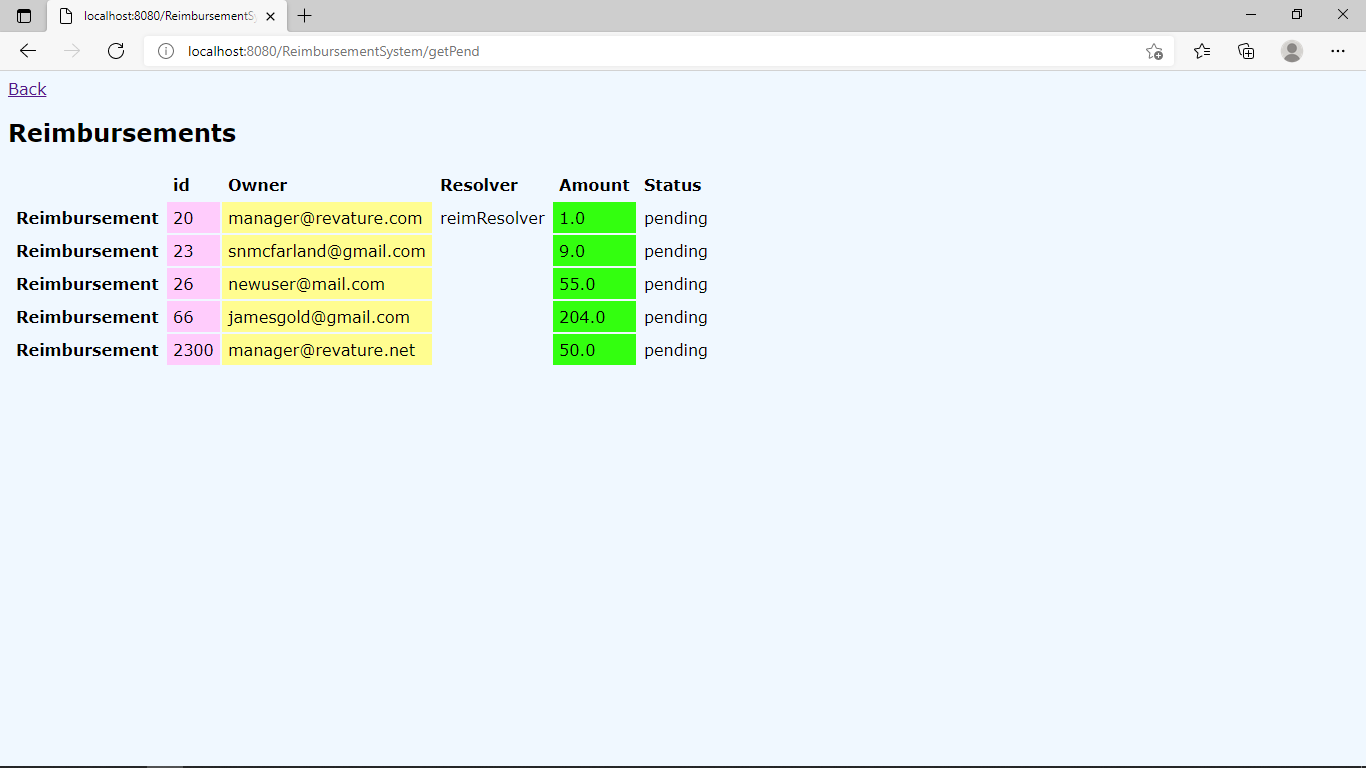 localhost:8080/ReimbursementS
localhost:8080/ReimbursementSystem/getPend
Back
Reimbursements
id Owner Resolver Amount Status
Reimbursement 20 manager@revature.com reimResolver 1.0 pending
Reimbursement 23 snmcfarland@gmail.com 9.0 pending
Reimbursement 26 newuser@mail.com 55.0 pending
Reimbursement 66 jamesgold@gmail.com 204.0 pending
Reimbursement 2300 manager@revature.net 50.0 pending